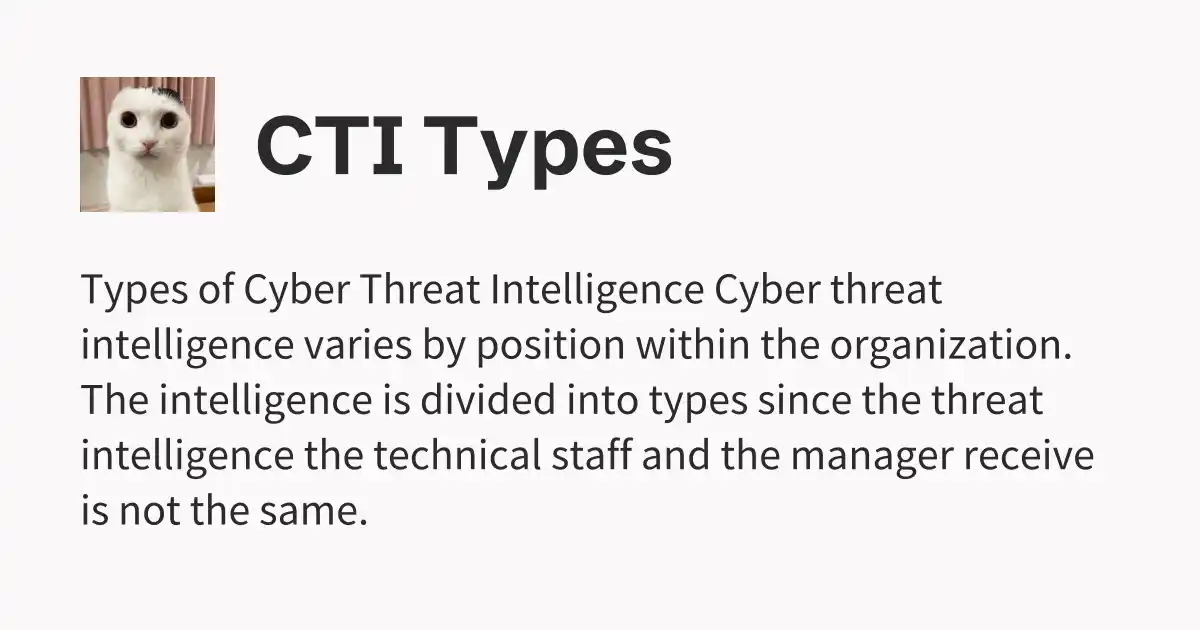 CTI Types
Types of Cyber Threat Intelligence Cyber threat
intelligence varies by position within the organization.
The intelligence is divided into types since the threat
intelligence the technical staff and the manager receive
is not the same.